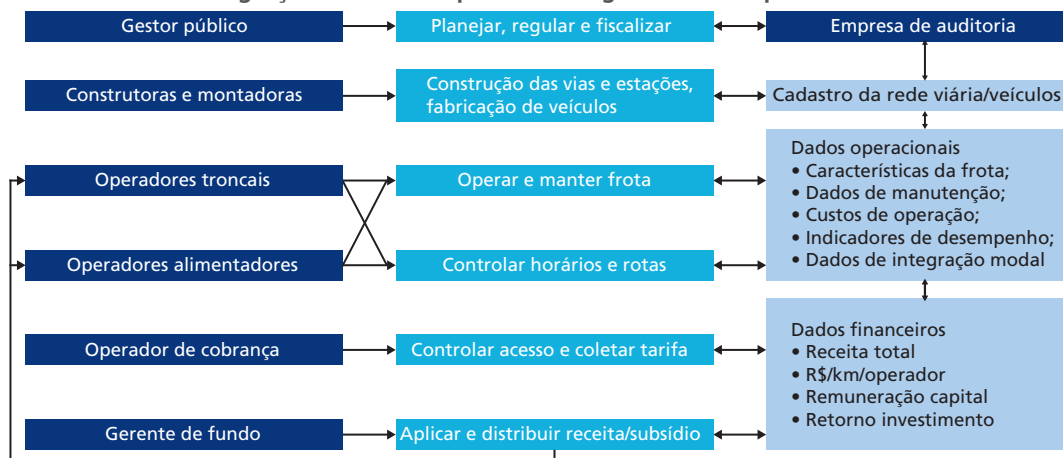 Gestor público
Planejar, regular e fiscalizar
Empresa de auditoria
Construtoras e montadoras
Construção das vias e estações,
fabricação de veículos
Cadastro da rede viária/veículos
Operadores troncais
Operar e manter frota
Dados operacionais
• Características da frota;
• Dados de manutenção;
• Custos de operação;
• Indicadores de desempenho;
• Dados de integração modal
Operadores alimentadores
Controlar horários e rotas
Operador de cobrança
Controlar acesso e coletar tarifa
Dados financeiros
• Receita total
• R$/km/operador
• Remuneração capital
• Retorno investimento
Gerente de fundo
Aplicar e distribuir receita/subsídio